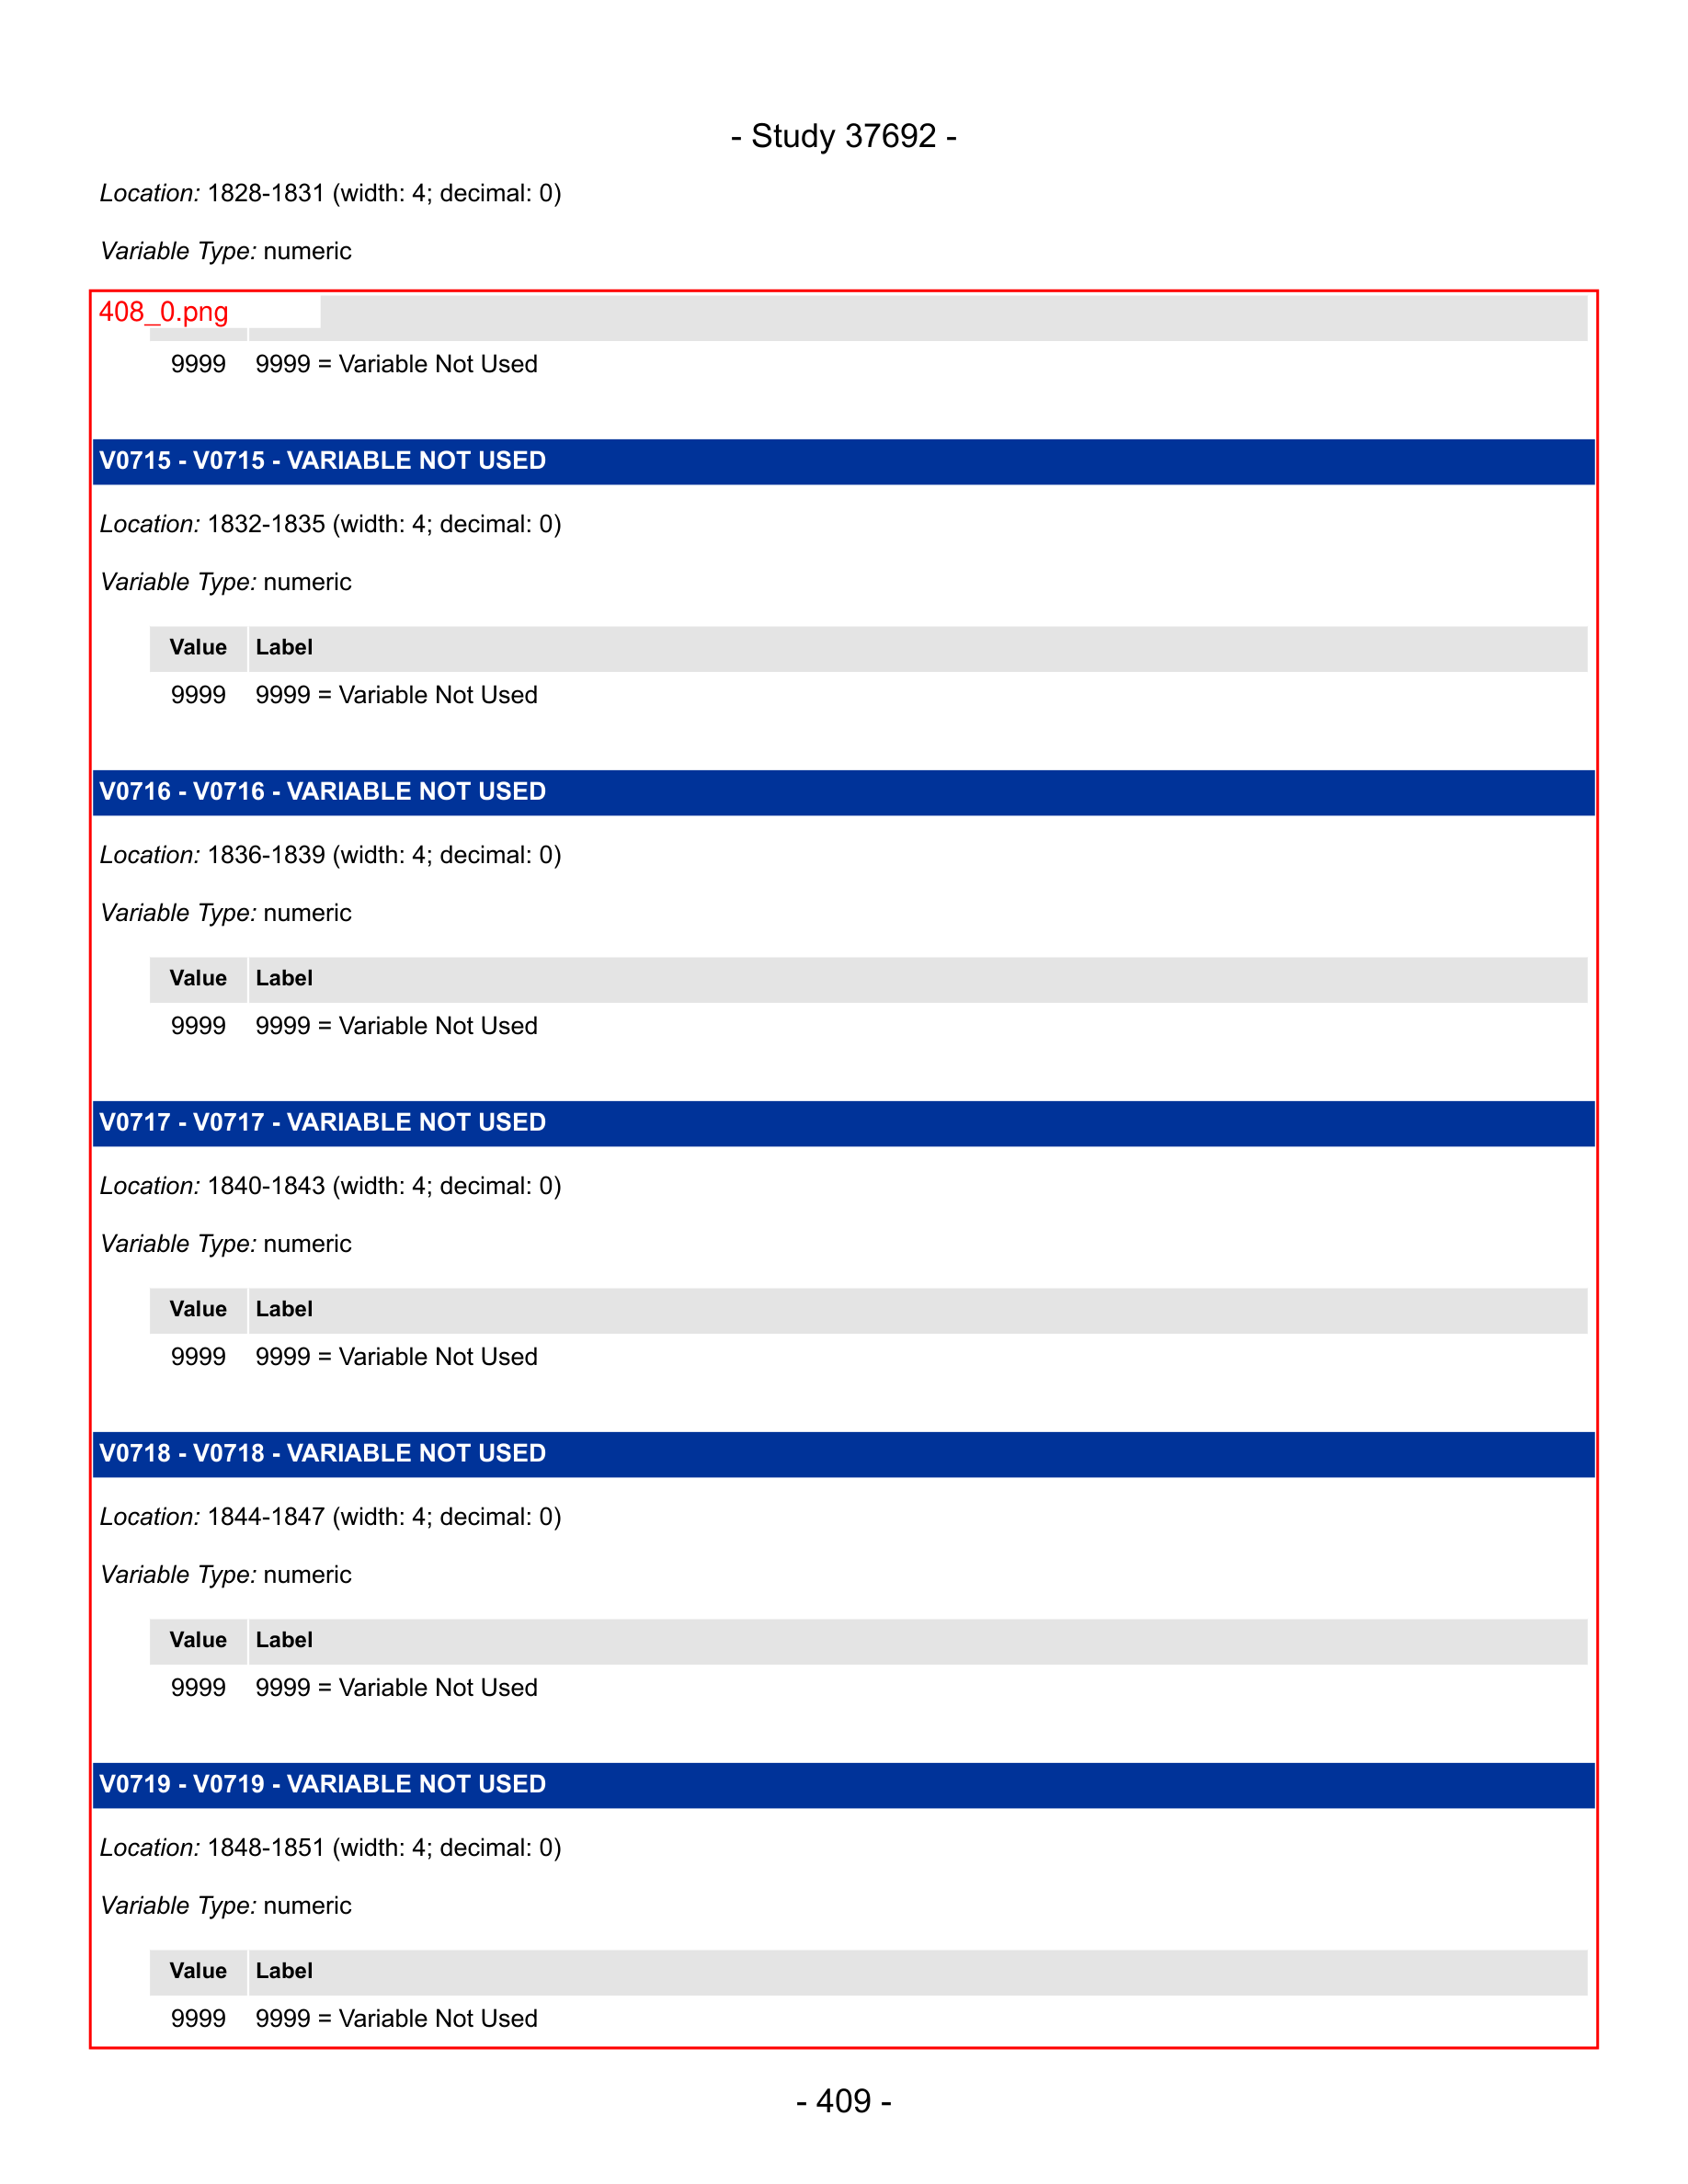 - Study 37692 -
Location: 1828-1831 (width: 4; decimal: 0)
Variable Type: numeric
408_0.png
9999 9999 = Variable Not Used
V0715 - V0715 - VARIABLE NOT USED
Location: 1832-1835 (width: 4; decimal: 0)
Variable Type: numeric
Value Label
9999 9999 = Variable Not Used
V0716 - V0716 - VARIABLE NOT USED
Location: 1836-1839 (width: 4; decimal: 0)
Variable Type: numeric
Value Label
9999 9999 = Variable Not Used
V0717 - V0717 - VARIABLE NOT USED
Location: 1840-1843 (width: 4; decimal: 0)
Variable Type: numeric
Value Label
9999 9999 = Variable Not Used
V0718 - V0718 - VARIABLE NOT USED
Location: 1844-1847 (width: 4; decimal: 0)
Variable Type: numeric
Value Label
9999 9999 = Variable Not Used
V0719 - V0719 - VARIABLE NOT USED
Location: 1848-1851 (width: 4; decimal: 0)
Variable Type: numeric
Value Label
9999 9999 = Variable Not Used
- 409 -